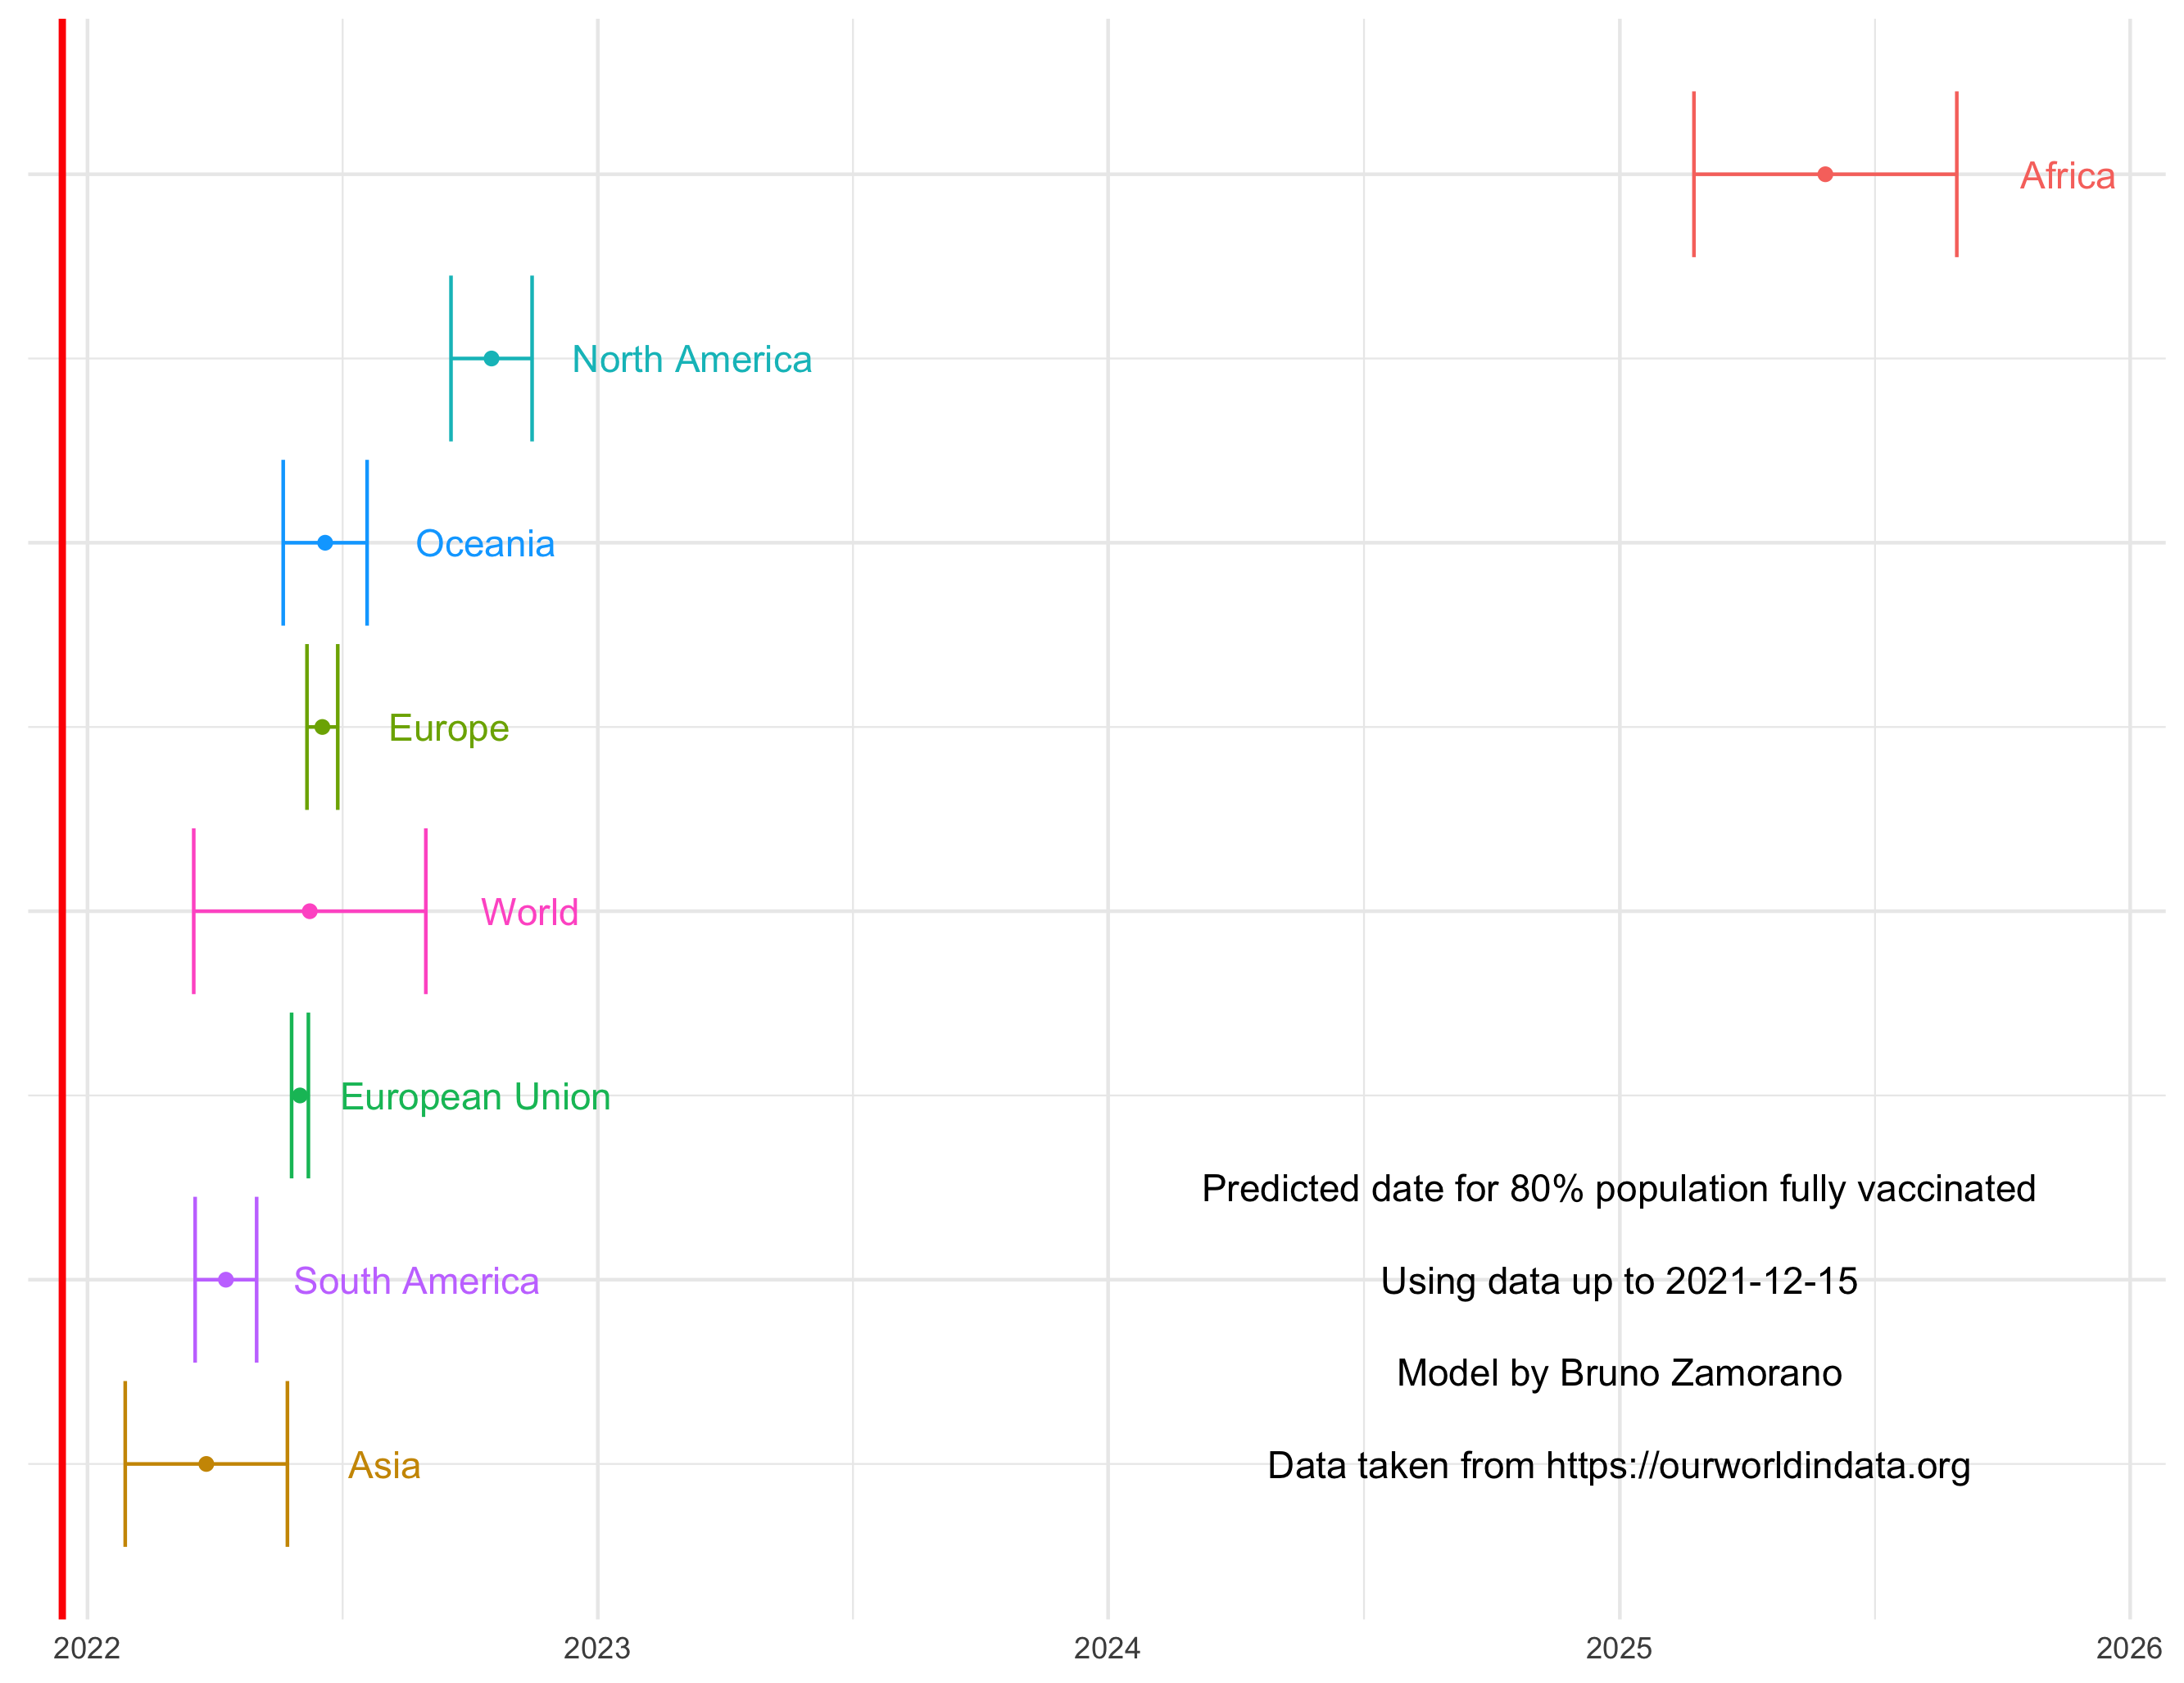 Africa
North America
Oceania
Europe
World
European Union
Predicted date for 80% population fully vaccinated
South America
Using data up to 2021-12-15
Model by Bruno Zamorano
Asia
Data taken from https://ourworldindata.org
2022 2023 2024 2025 2026